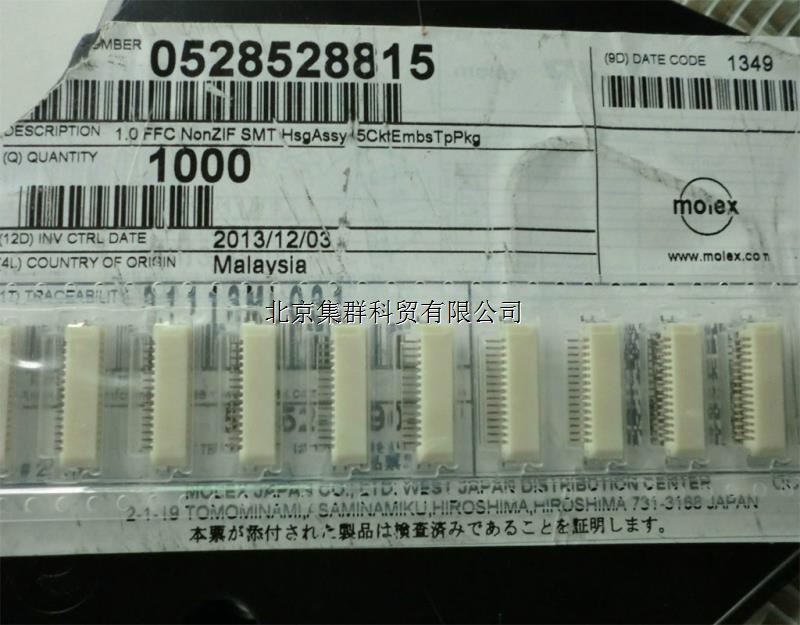 MBER 0528528815
(9D) DATE CODE 1349
DESCRIPTION 1.0 FFC NonZIF SMT HsgAssy 5CktEmbsTpPkg
(Q) QUANTITY 1000
molex
(12D) INV CTRL DATE 2013/12/03
www.molex.com
(4L) COUNTRY OF ORIGIN Malaysia
TRACEABILITY
北京集群科贸有限公司
MOLEX JAPAN CO., LTD. WEST JAPAN DISTRIBUTION CENTER
2-1-19 TOMOMINAMI, ASAMINAMIKU, HIROSHIMA, HIROSHIMA 731-3168 JAPAN
本票が添付された製品は検査済みであることを証明します。